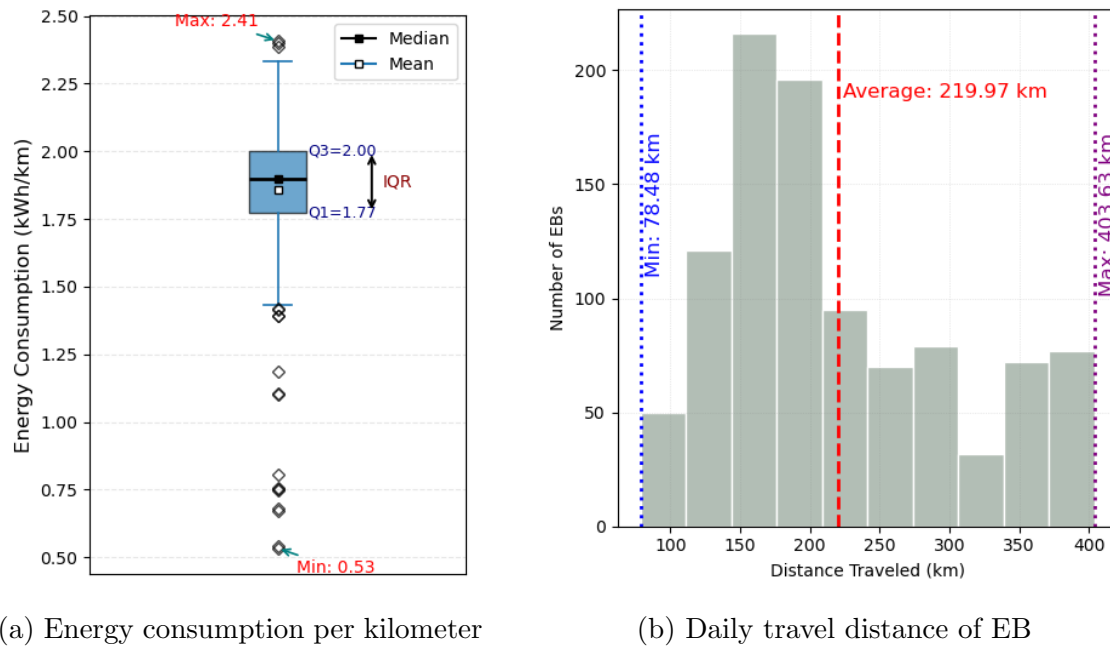 Max: 2.41
Median
Mean
Q3=2.00
IQR
Q1=1.77
Min: 0.53
2.50
2.25
2.00
1.75
1.50
1.25
1.00
0.75
0.50
Energy Consumption (kWh/km)
(a) Energy consumption per kilometer
Min: 78.48 km
Average: 219.97 km
Max: 403.63 km
200
150
100
50
0
Number of EBs
100 150 200 250 300 350 400
Distance Traveled (km)
(b) Daily travel distance of EB